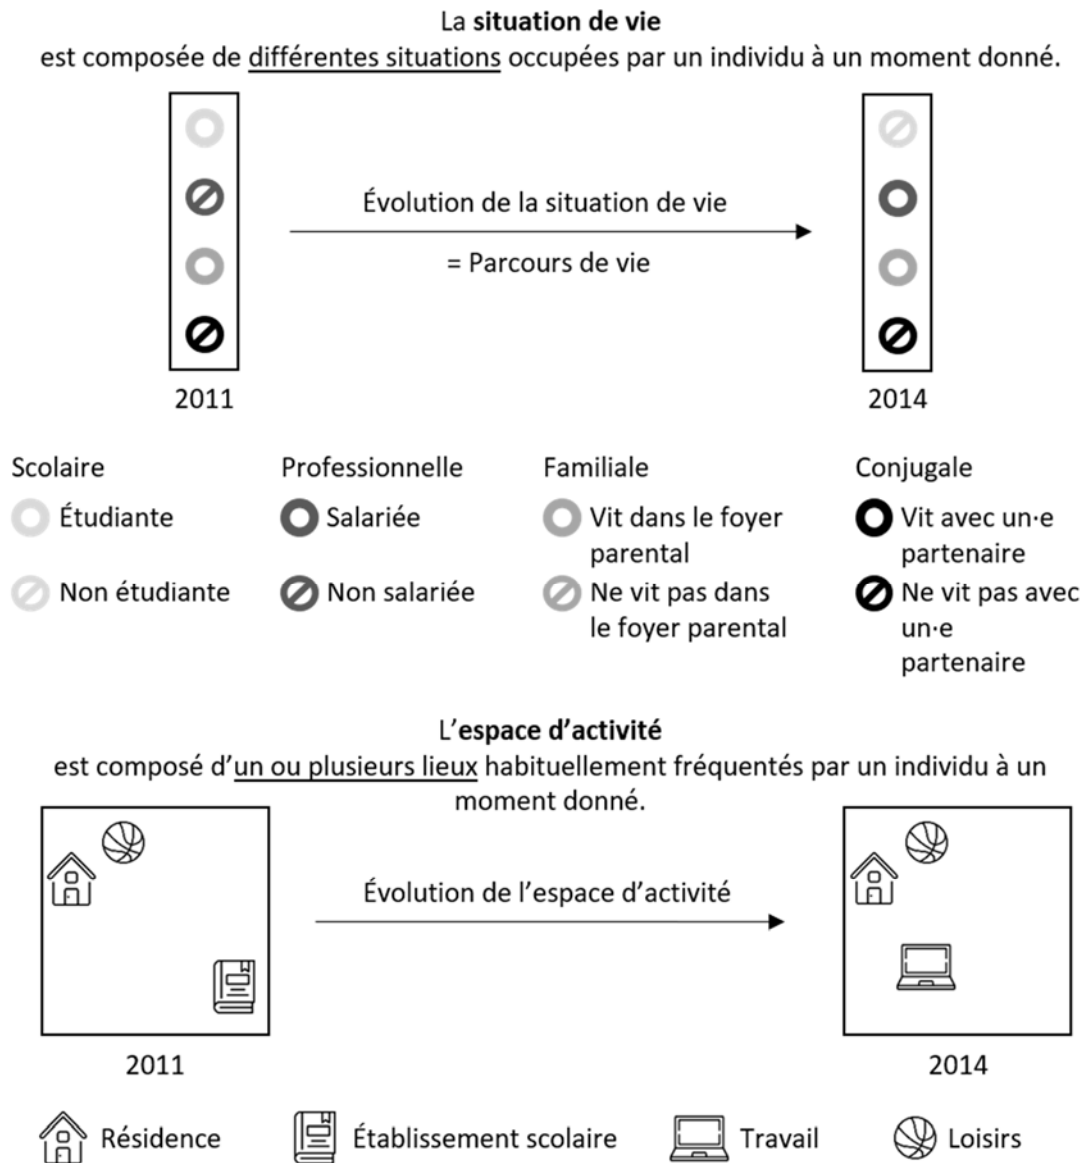 La situation de vie
est composée de différentes situations occupées par un individu à un moment donné.
Évolution de la situation de vie
= Parcours de vie
2011
2014
Scolaire
Professionnelle
Familiale
Conjugale
Étudiante
Salariée
Vit dans le foyer
parental
Vit avec un·e
partenaire
Non étudiante
Non salariée
Ne vit pas dans
le foyer parental
Ne vit pas avec
un·e
partenaire
L'espace d'activité
est composé d'un ou plusieurs lieux habituellement fréquentés par un individu à un
moment donné.
Évolution de l'espace d'activité
2011
2014
Résidence
Établissement scolaire
Travail
Loisirs